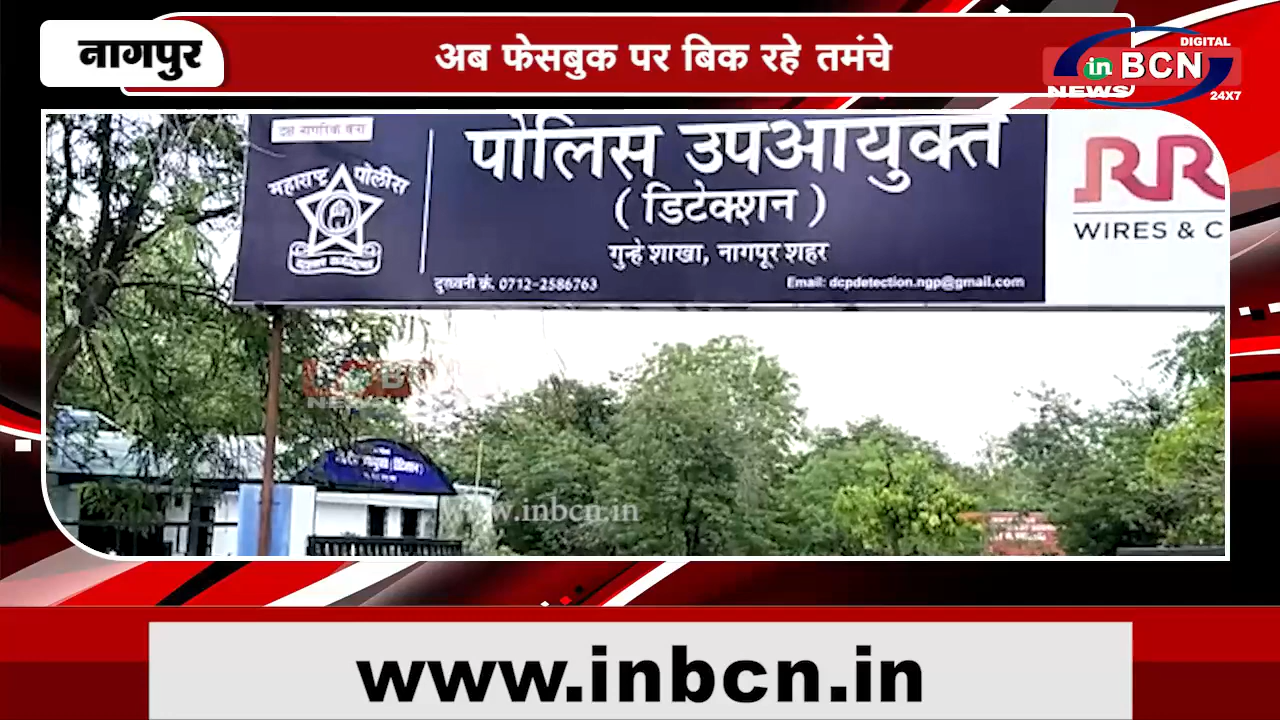 नागपुर
अब फेसबुक पर बिक रहे तमंचे
DIGITAL
in BCN
NEWS
24X7
महाराष्ट्र पोलीस
पोलिस उपआयुक्त
( डिटेक्शन )
गुन्हे शाखा, नागपूर शहर
दुरध्वनी क्रं. 0712-2586763
Email: dcpdetection.ngp@gmail.com
RR
WIRES & C
www.inbcn.in
www.inbcn.in